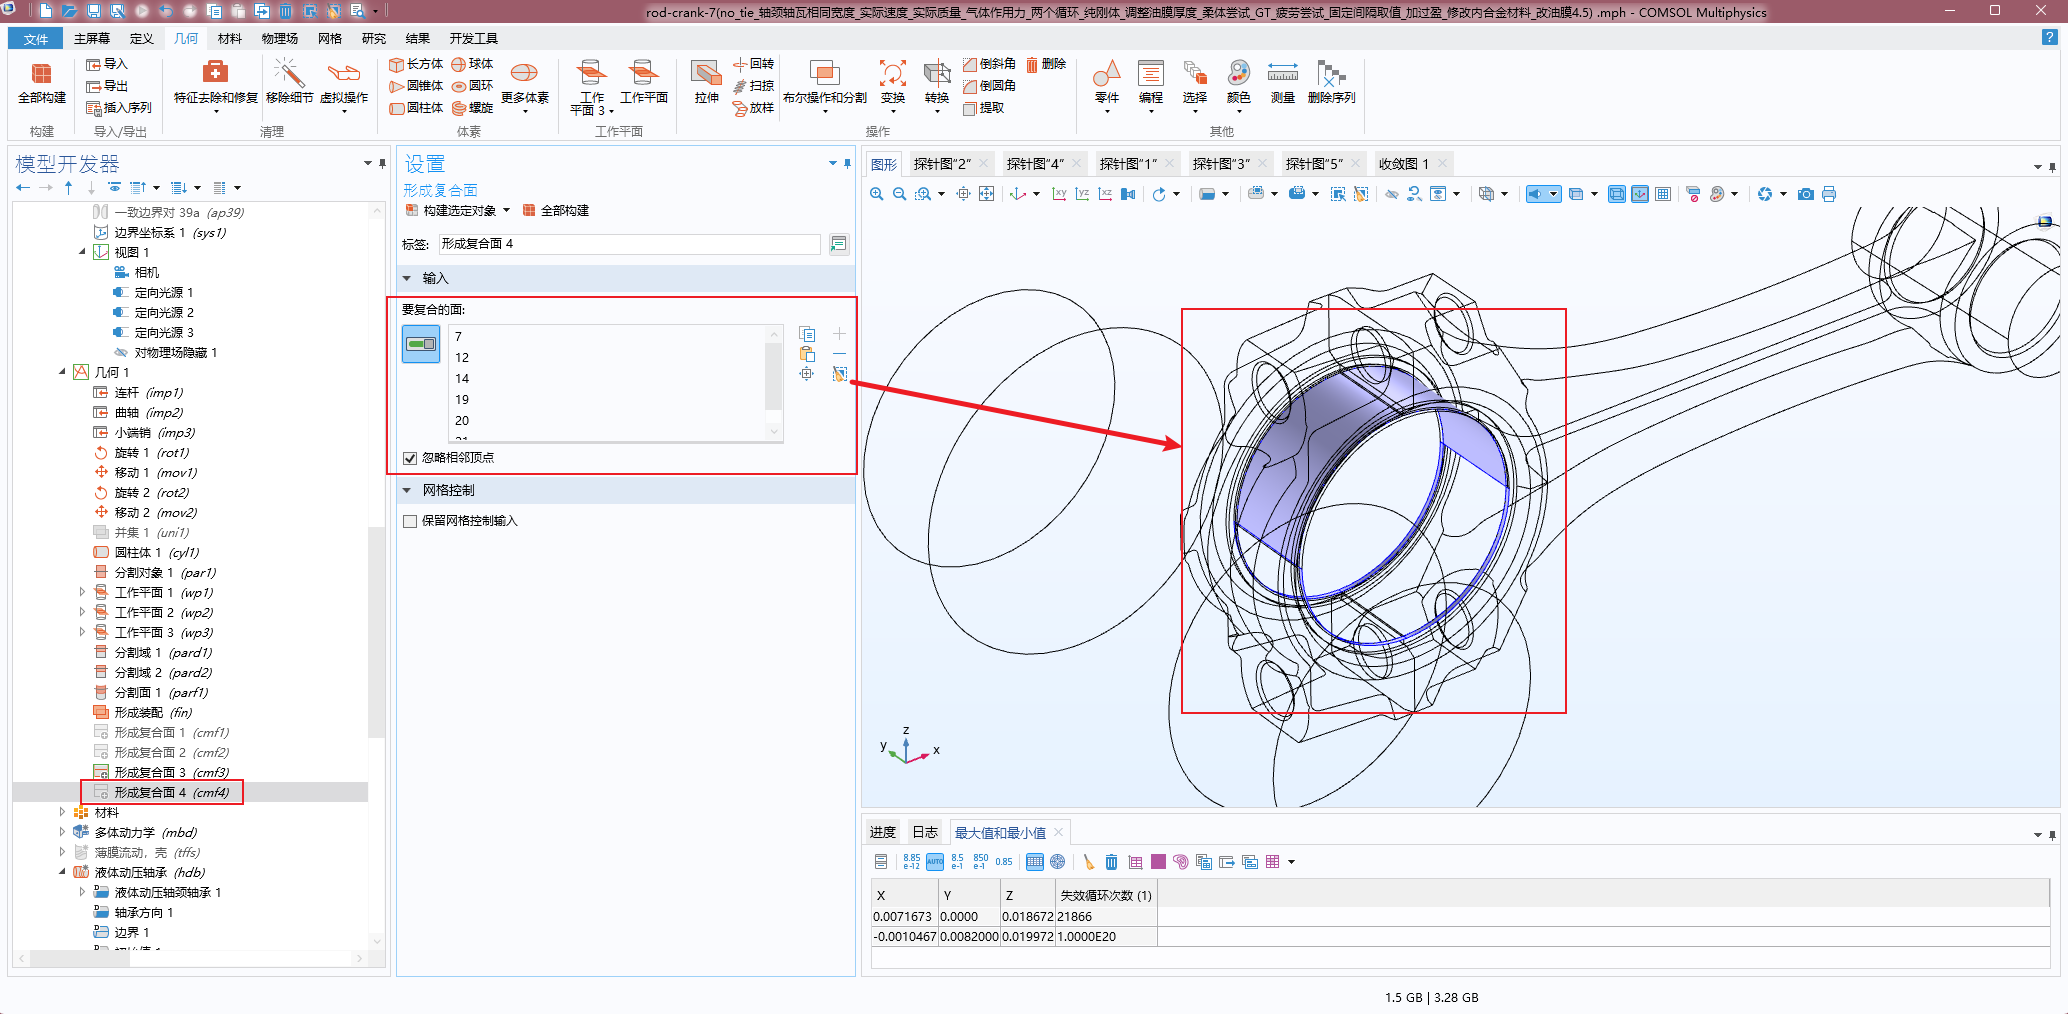 rod-crank-7(no_tie_轴颈轴瓦相同宽度_实际速度_实际质量_气体作用力_两个循环_纯刚体_调整油膜厚度_柔体尝试_GT_疲劳尝试_固定间隔取值_加过盈_修改内合金材料_改油膜4.5) .mph - COMSOL Multiphysics
文件 主屏幕 定义 几何 材料 物理场 网格 研究 结果 开发工具
全部构建
构建
导入
导出
插入序列
导入/导出
特征去除和修复 移除细节 虚拟操作
清理
长方体 球体
圆锥体 圆环
圆柱体 螺旋
更多体素
体素
工作
平面 3
工作平面
工作平面
拉伸
回转
扫掠
放样
布尔操作和分割 变换 转换
倒斜角 删除
倒圆角
提取
操作
零件 编程 选择 颜色 测量 删除序列
其他
模型开发器
一致边界对 39a (ap39)
边界坐标系 1 (sys1)
视图 1
相机
定向光源 1
定向光源 2
定向光源 3
对物理场隐藏 1
几何 1
连杆 (imp1)
曲轴 (imp2)
小端销 (imp3)
旋转 1 (rot1)
移动 1 (mov1)
旋转 2 (rot2)
移动 2 (mov2)
并集 1 (uni1)
圆柱体 1 (cyl1)
分割对象 1 (par1)
工作平面 1 (wp1)
工作平面 2 (wp2)
工作平面 3 (wp3)
分割域 1 (pard1)
分割域 2 (pard2)
分割面 1 (parf1)
形成装配 (fin)
形成复合面 1 (cmf1)
形成复合面 2 (cmf2)
形成复合面 3 (cmf3)
形成复合面 4 (cmf4)
材料
多体动力学 (mbd)
薄膜流动，壳 (tffs)
液体动压轴承 (hdb)
液体动压轴颈轴承 1
轴承方向 1
边界 1
设置
形成复合面
构建选定对象 全部构建
标签: 形成复合面 4
输入
要复合的面:
7
12
14
19
20
21
忽略相邻顶点
网格控制
保留网格控制输入
图形 探针图"2" 探针图"4" 探针图"1" 探针图"3" 探针图"5" 收敛图 1
xy yz xz
z
y
x
进度 日志 最大值和最小值
8.85
e-12
AUTO
8.5
e-1
850
e-1
0.85
X Y Z 失效循环次数 (1)
0.0071673 0.0000 0.018672 21866
-0.0010467 0.0082000 0.019972 1.0000E20
1.5 GB | 3.28 GB